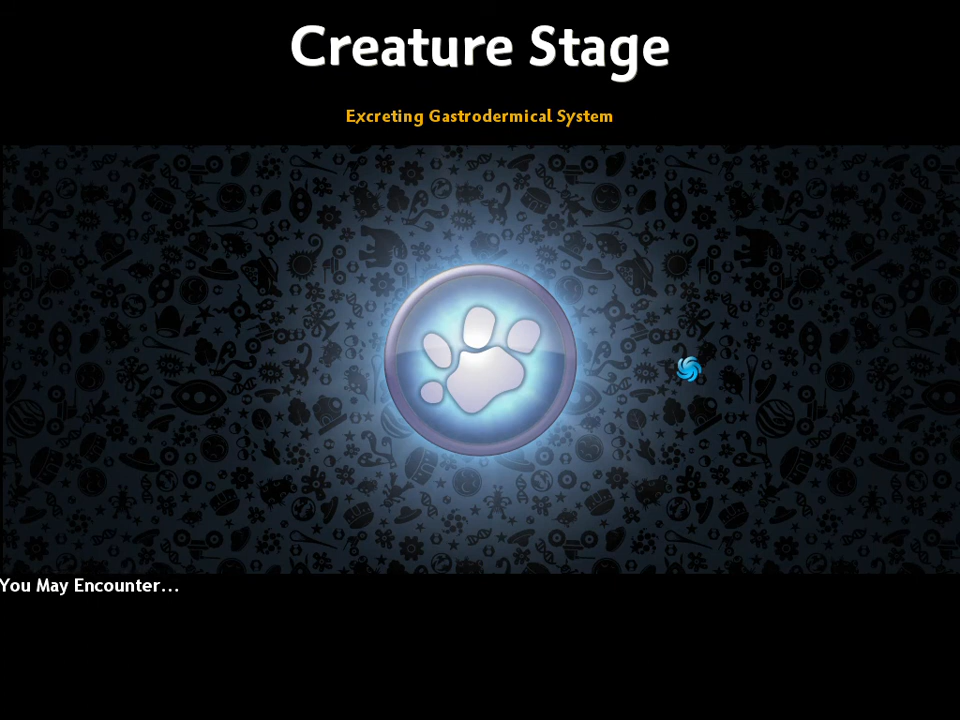 Creature Stage
Excreting Gastrodermical System
You May Encounter...